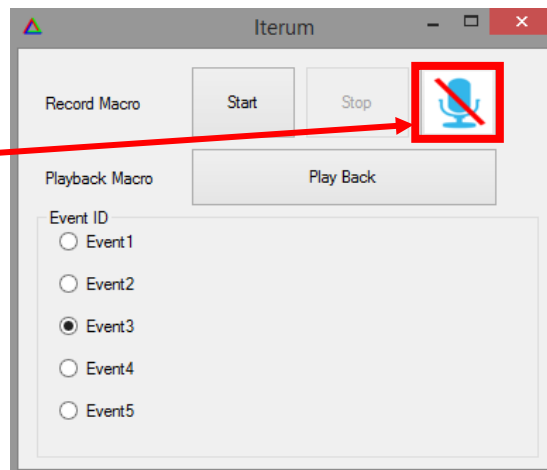 Iterum
Record Macro Start Stop
Playback Macro Play Back
Event ID
Event1
Event2
Event3
Event4
Event5